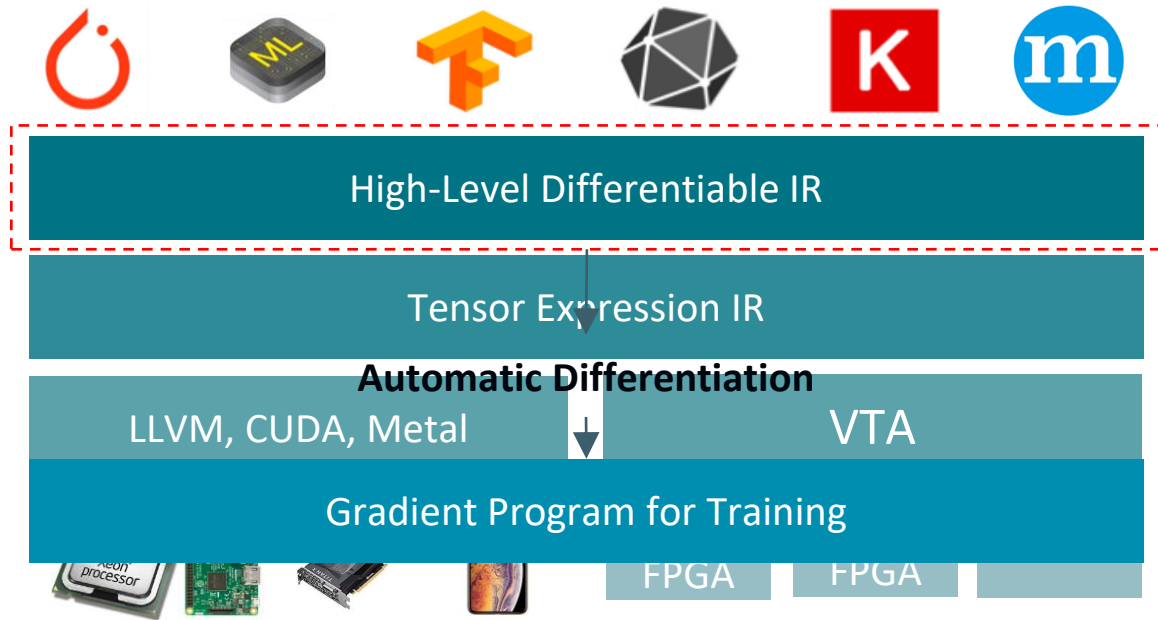 ML
K
m
High-Level Differentiable IR
Tensor Expression IR
Automatic Differentiation
LLVM, CUDA, Metal
VTA
Gradient Program for Training
Xeon
processor
FPGA
FPGA